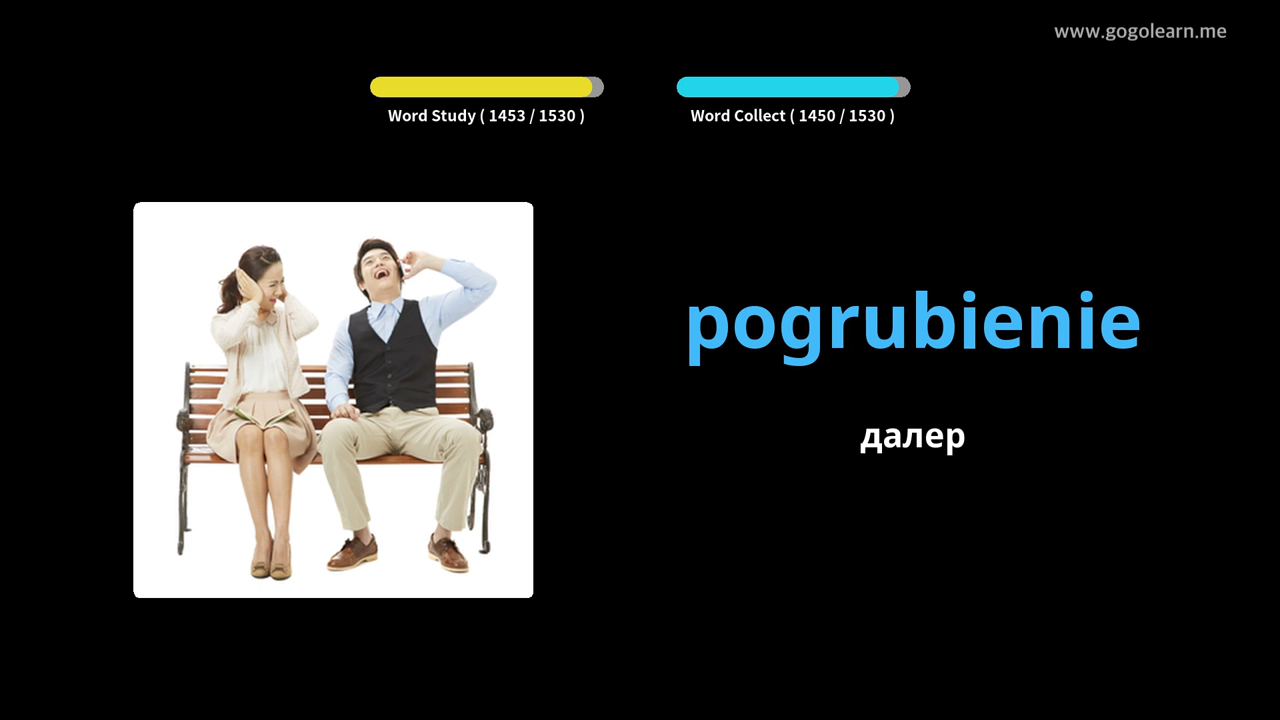 www.gogolearn.me
Word Study ( 1453 / 1530 )
Word Collect ( 1450 / 1530 )
pogrubienie
далер